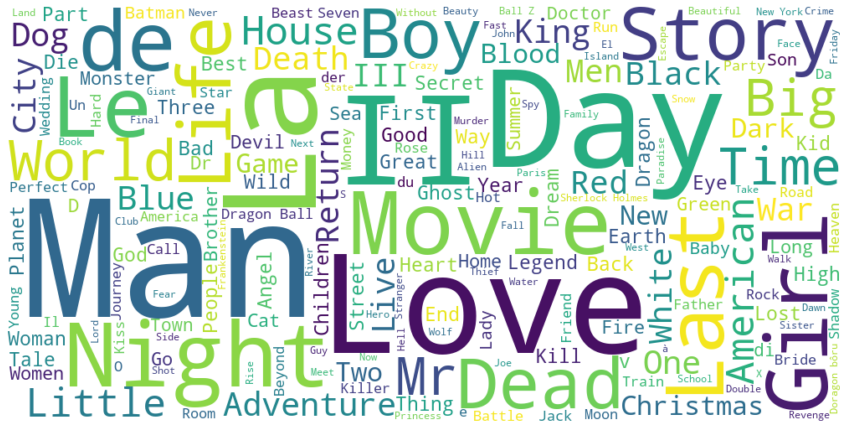 Dog
Part
Batman
Never
Beast
Seven
Ball Z
Without
Beauty
New York
Crime
Land
de
Life
House
Boy
King
Doctor
Run
Story
Die
Best
Death
Blood
Men
Black
Monster
der
III
Secret
City
Le
La
II
Day
Big
World
Man
Love
Movie
Time
Last
Girl
Night
Dead
Mr
One
Little
Adventure
Christmas
American
War
White
Red
Dark
Blue
Return
Live
Wedding
Un
Hard
Three
Star
Giant
State
Crazy
Fast
John
El
Island
Escape
Beautiful
Face
Friday
Party
Son
Da
Kid
Spy
Family
Snow
Summer
Sea
First
Good
Way
Murder
Hill
Alien
Rose
Money
Great
Book
Final
Bad
Devil
Next
Dr
Game
Wild
Perfect
Cop
D
America
Dragon Ball
Club
Call
God
Brother
People
Journey
Planet
Young
Fear
Frankenstein
Angel
River
Children
S
du
Ghost
Year
Hot
Paris
Dream
Dragon
Eye
Paradise
Sherlock Holmes
Take
Road
Green
New
Earth
Fall
Home
Legend
Thief
West
Back
Baby
Long
Heaven
Walk
High
Heart
Street
Water
End
Hero
Wolf
Hell
Stranger
Lady
Friend
Fire
Father
Rock
Dawn
Lost
Shadow
Sister
Il
Lord
Town
Kiss
Side
Woman
Tale
Women
Go
Cat
Beyond
Guy
Now
O
Shot
Rise
Meet
Room
Two
Killer
Kill
Joe
Thing
Princess
e
Battle
Jack
Moon
v
à
Train
School
di
Bride
x
Double
Revenge
Doragon bôru